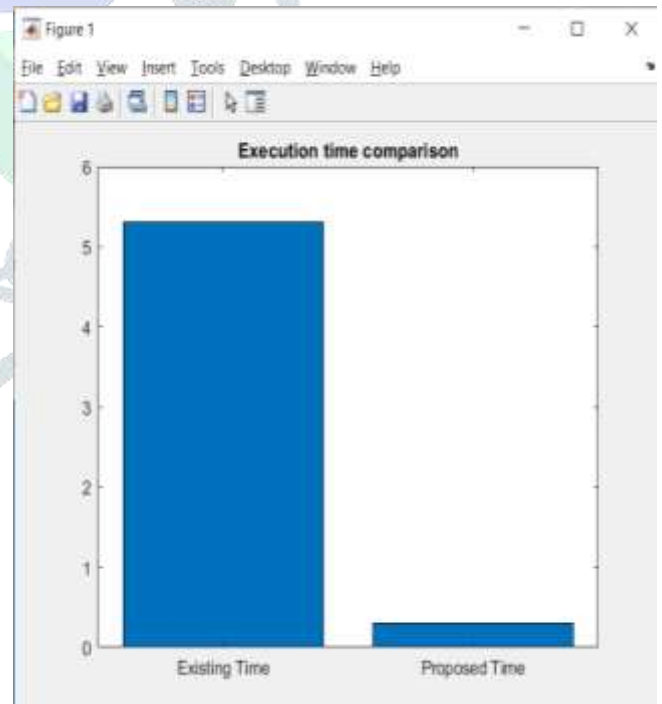 Figure 1
File Edit View Insert Tools Desktop Window Help
Execution time comparison
6
5
4
3
2
1
0
Existing Time Proposed Time